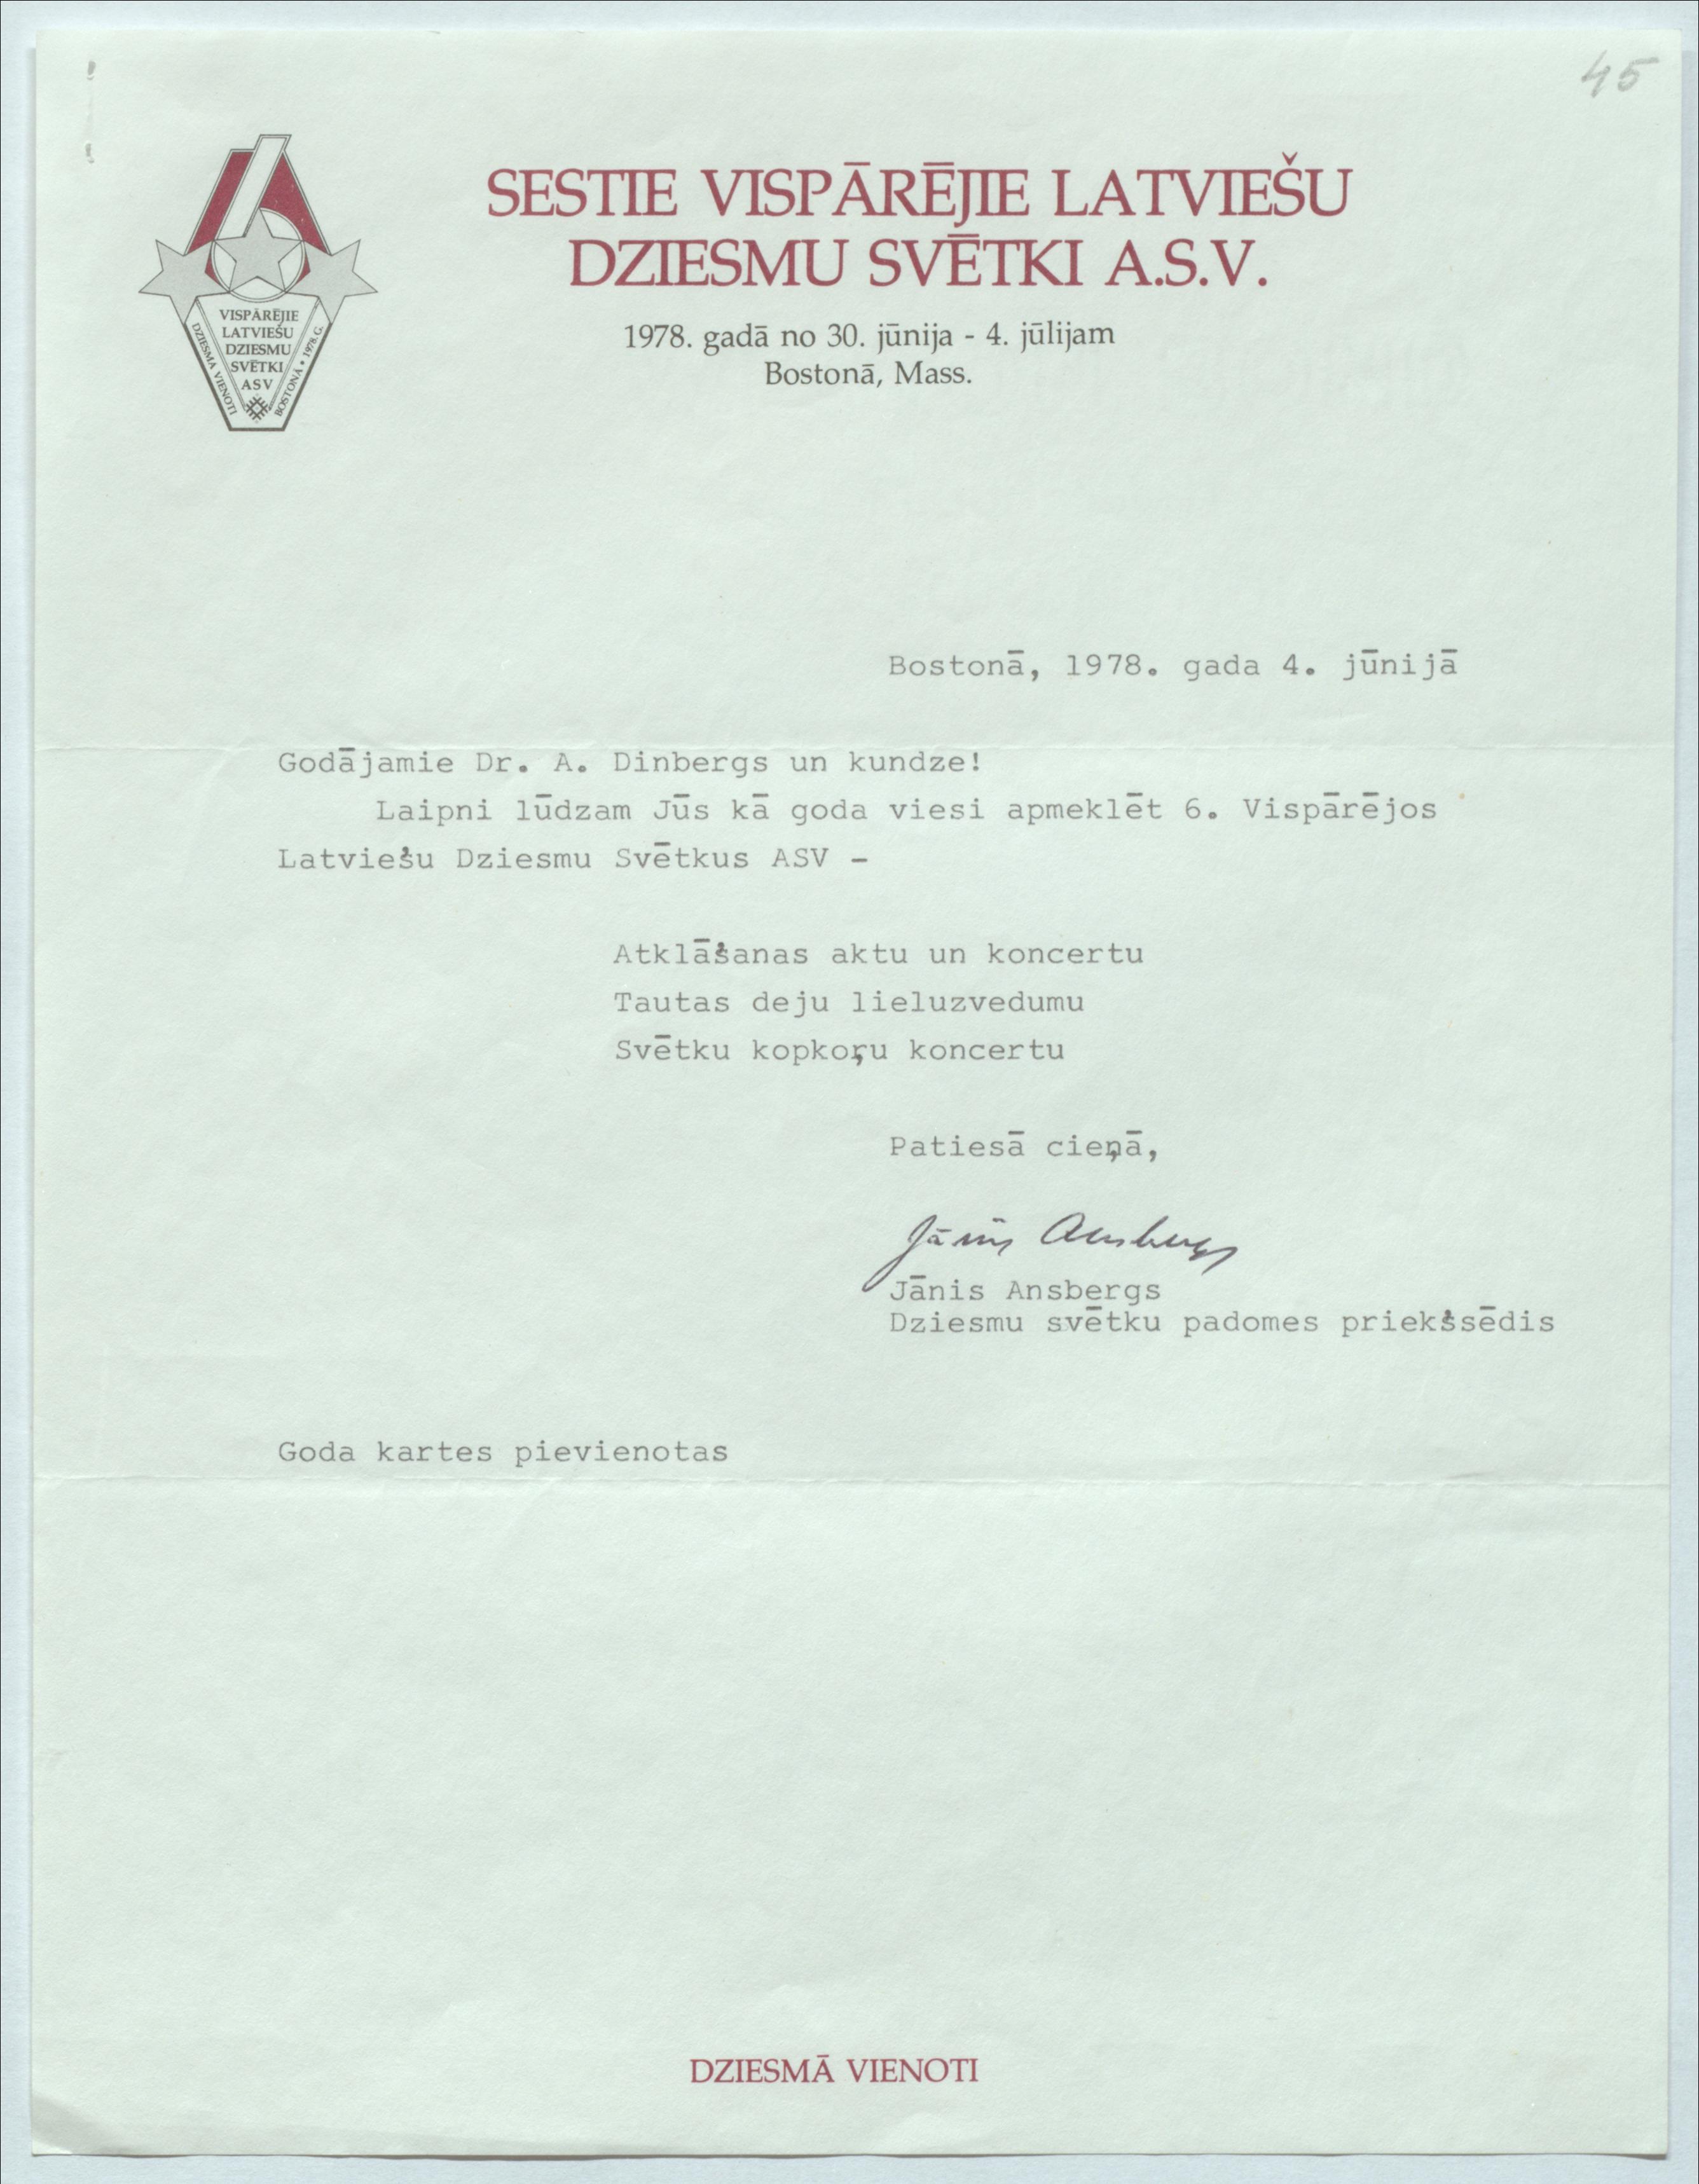 45
SESTIE VISPĀRĒJIE LATVIEŠU
DZIESMU SVĒTKI A.S.V.
1978. gadā no 30. jūnija - 4. jūlijam
Bostonā, Mass.
VISPĀRĒJIE
LATVIEŠU
DZIESMU
SVĒTKI
ASV
DZIESMĀ VIENOTI
BOSTONĀ • 1978.G.
Bostonā, 1978. gada 4. jūnijā
Godājamie Dr. A. Dinbergs un kundze!
Laipni lūdzam Jūs kā goda viesi apmeklēt 6. Vispārējos
Latviešu Dziesmu Svētkus ASV -
Atklāšanas aktu un koncertu
Tautas deju lieluzvedumu
Svētku kopkoŗu koncertu
Patiesā cieņā,
Jānis Ansbergs
Jānis Ansbergs
Dziesmu svētku padomes priekšsēdis
Goda kartes pievienotas
DZIESMĀ VIENOTI